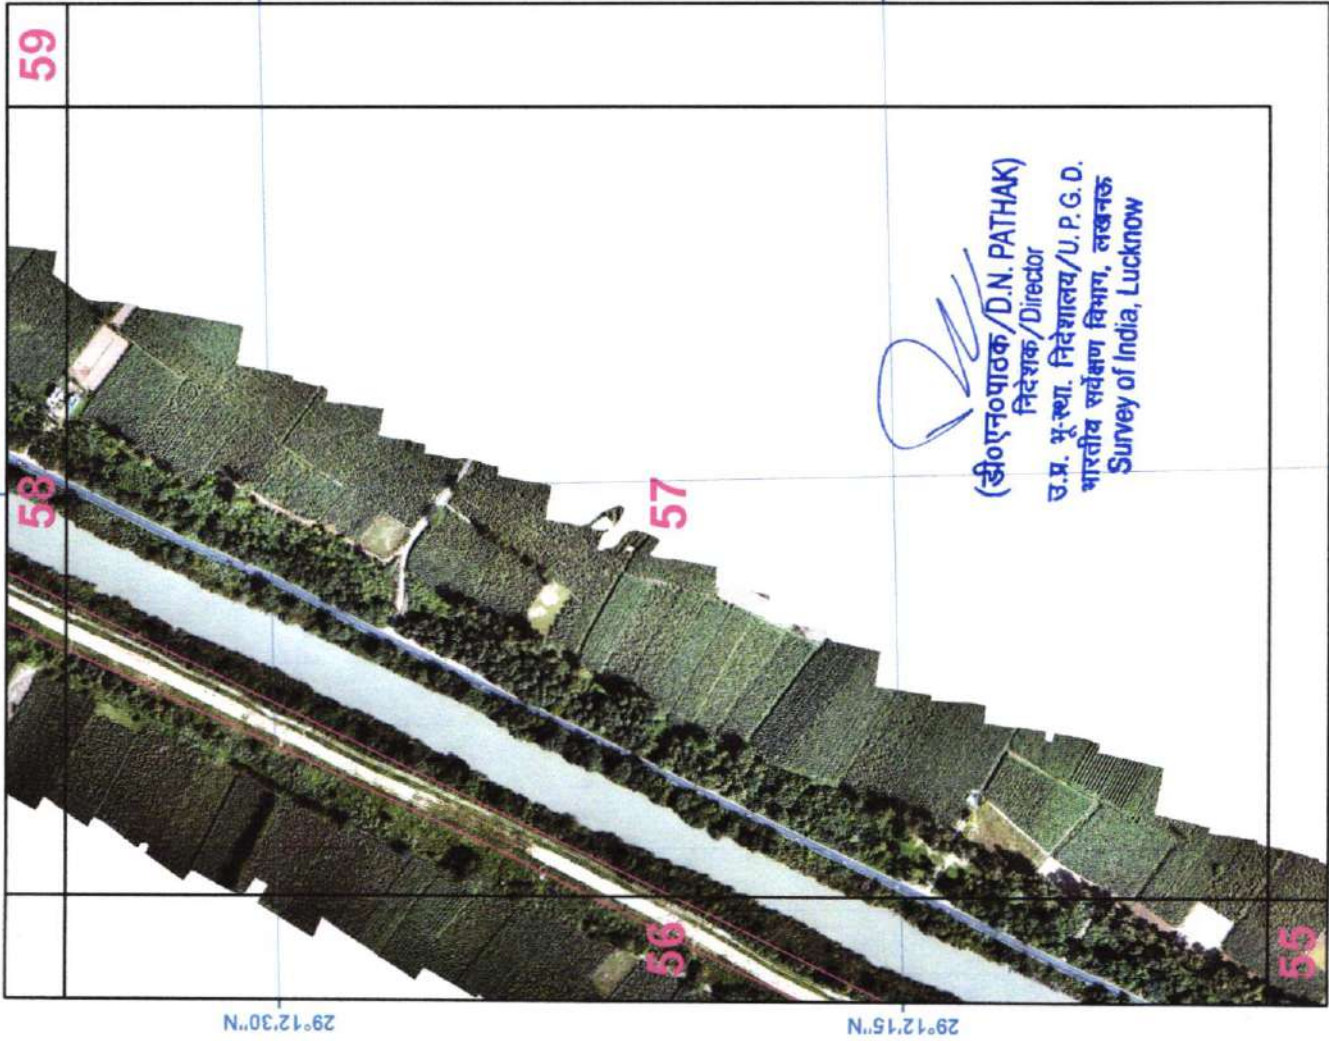 59
58
57
56
55
29°12'30"N
29°12'15"N
(डी०एन०पाठक/D.N. PATHAK)
निदेशक/Director
उ.प्र. भू-स्था. निदेशालय/U.P.G.D.
भारतीय सर्वेक्षण विभाग, लखनऊ
Survey of India, Lucknow